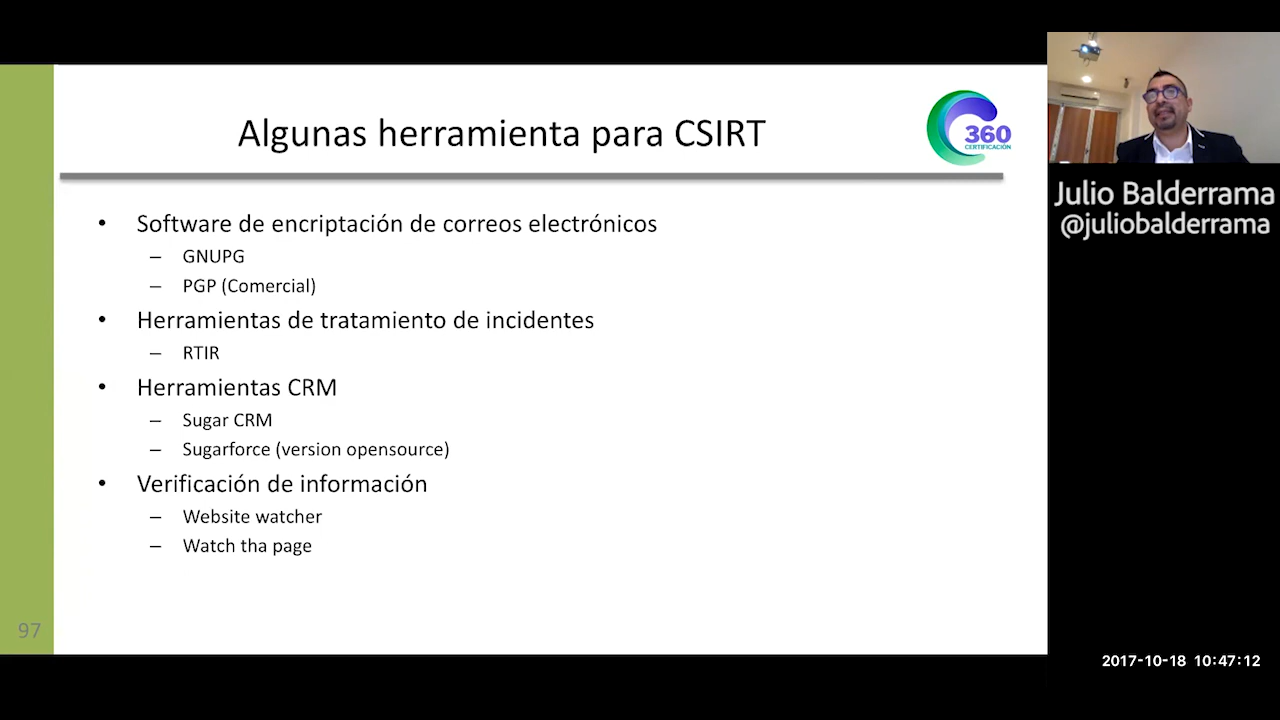 Algunas herramienta para CSIRT
360
CERTIFICACIÓN
• Software de encriptación de correos electrónicos
– GNUPG
– PGP (Comercial)
• Herramientas de tratamiento de incidentes
– RTIR
• Herramientas CRM
– Sugar CRM
– Sugarforce (version opensource)
• Verificación de información
– Website watcher
– Watch tha page
97
Julio Balderrama
@juliobalderrama
2017-10-18 10:47:12